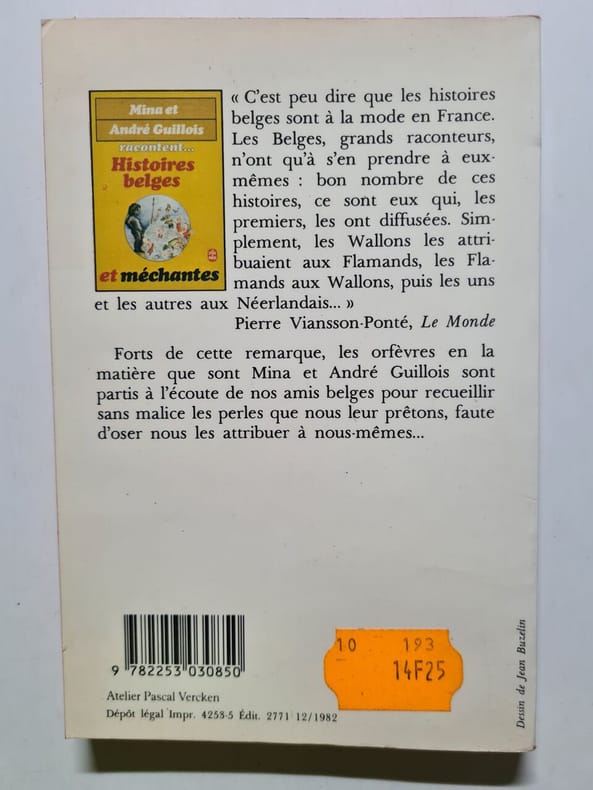 Mina et
André Guillois
racontent...
Histoires
belges
et méchantes
« C'est peu dire que les histoires
belges sont à la mode en France.
Les Belges, grands raconteurs,
n'ont qu'à s'en prendre à eux-
mêmes : bon nombre de ces
histoires, ce sont eux qui, les
premiers, les ont diffusées. Sim-
plement, les Wallons les attri-
buaient aux Flamands, les Fla-
mands aux Wallons, puis les uns
et les autres aux Néerlandais... »
Pierre Viansson-Ponté, Le Monde
Forts de cette remarque, les orfèvres en la
matière que sont Mina et André Guillois sont
partis à l'écoute de nos amis belges pour recueillir
sans malice les perles que nous leur prêtons, faute
d'oser nous les attribuer à nous-mêmes...
9 782253 030850
10 193
14F25
Atelier Pascal Vercken
Dépôt légal Impr. 4258-5 Édit. 2771 12/1982
Dessin de Jean Buzelin